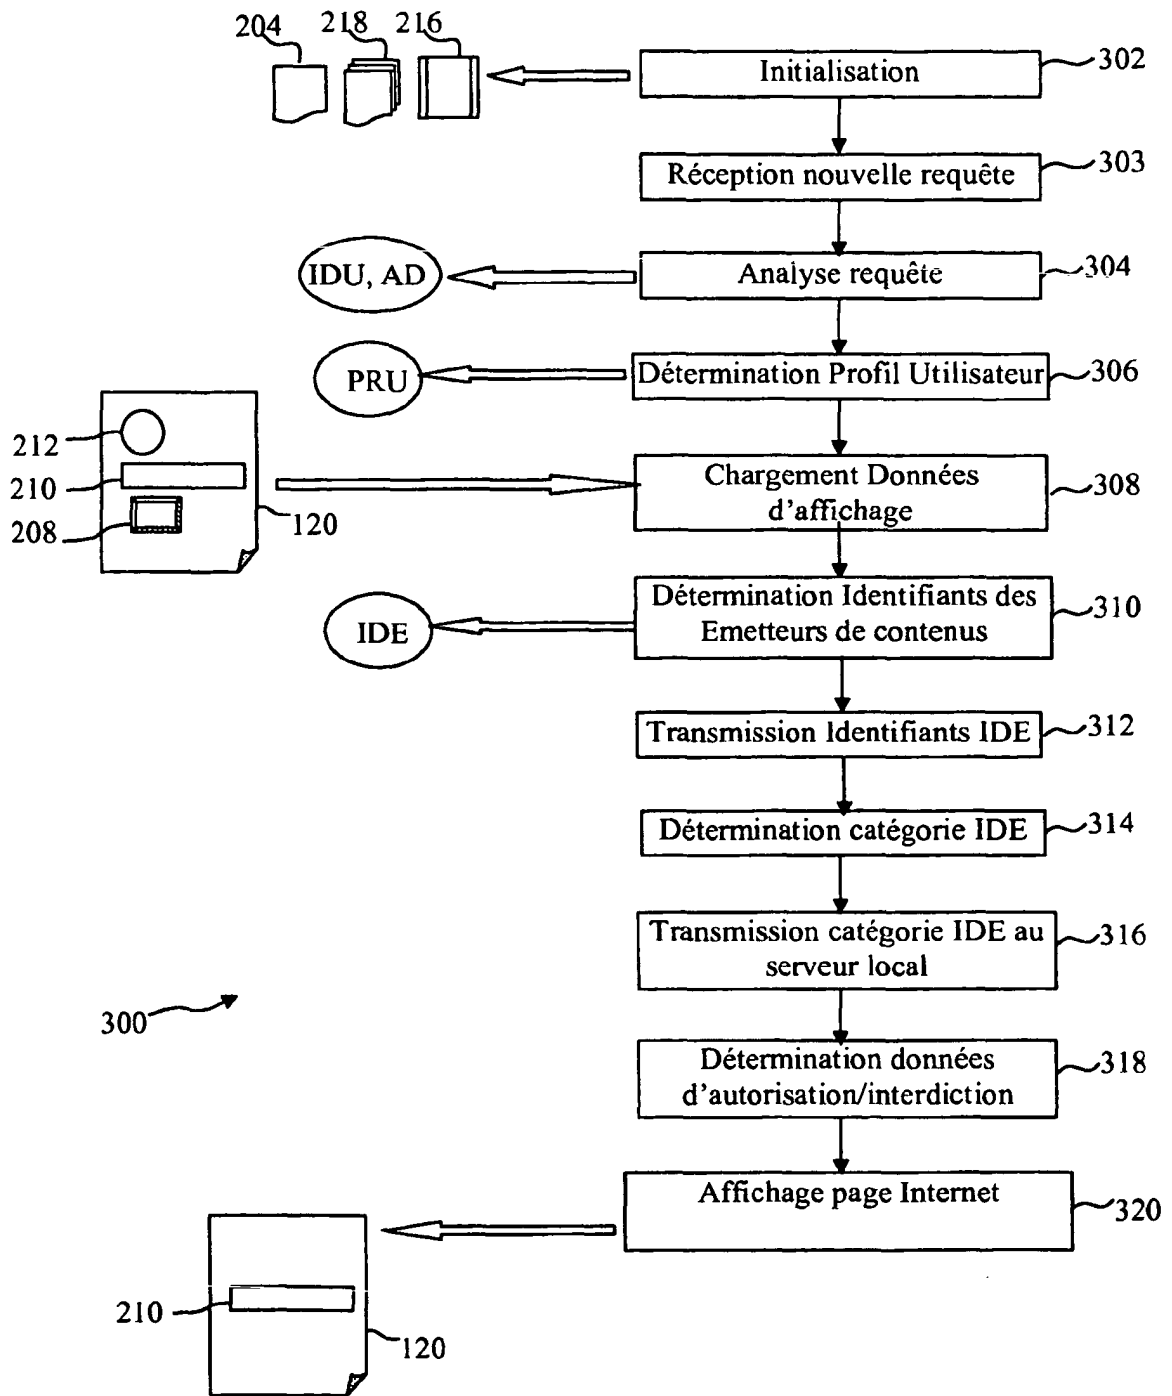 204
218
216
Initialisation
302
Réception nouvelle requête
303
IDU, AD
Analyse requête
304
PRU
Détermination Profil Utilisateur
306
212
210
208
120
Chargement Données
d'affichage
308
IDE
Détermination Identifiants des
Emetteurs de contenus
310
Transmission Identifiants IDE
312
Détermination catégorie IDE
314
Transmission catégorie IDE au
serveur local
316
300
Détermination données
d'autorisation/interdiction
318
Affichage page Internet
320
210
120